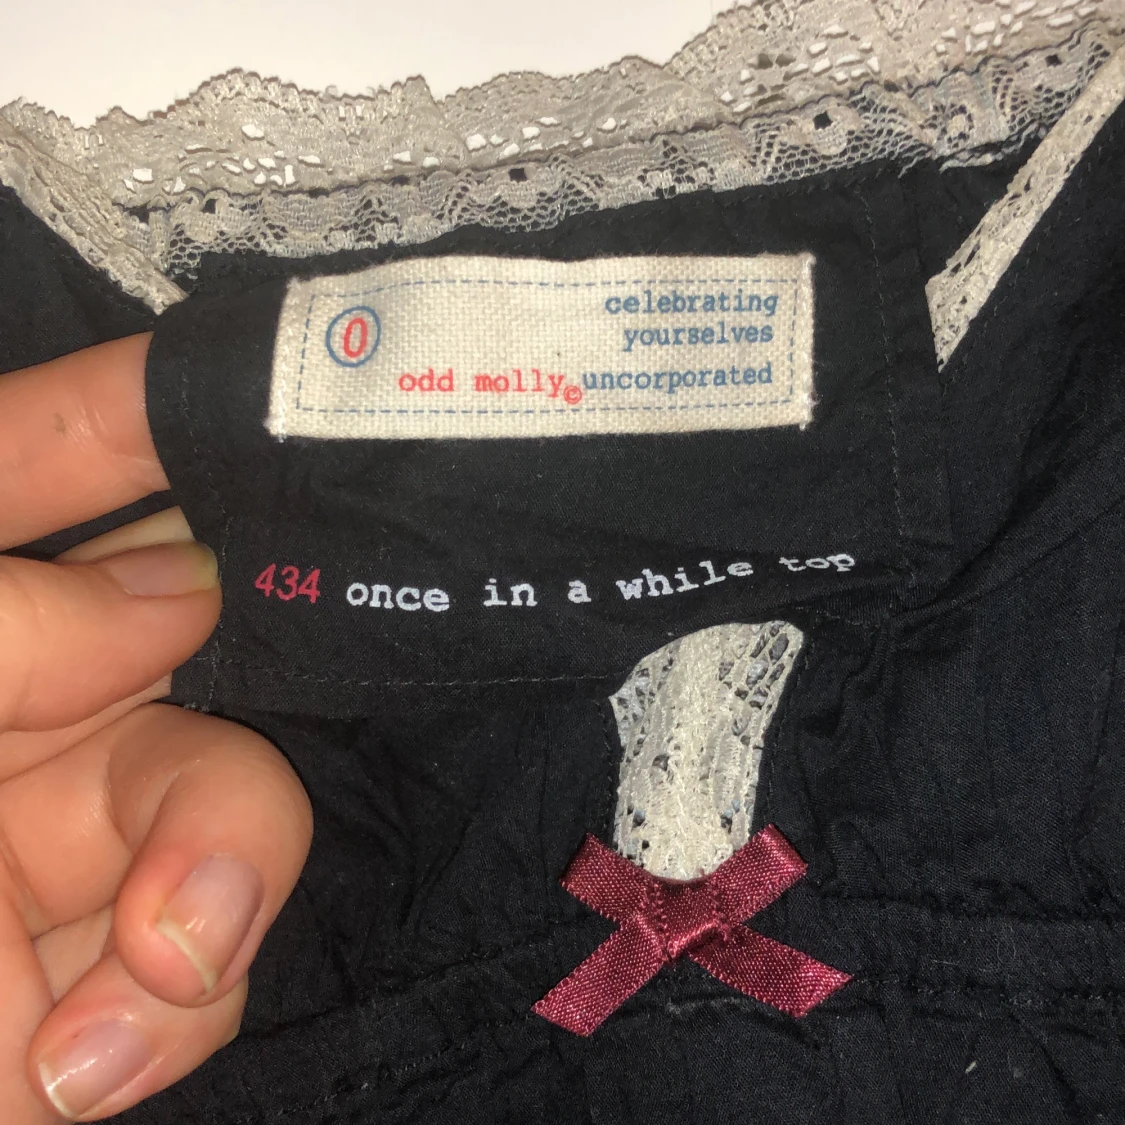 0
celebrating
yourselves
odd molly© uncorporated
434 once in a while top